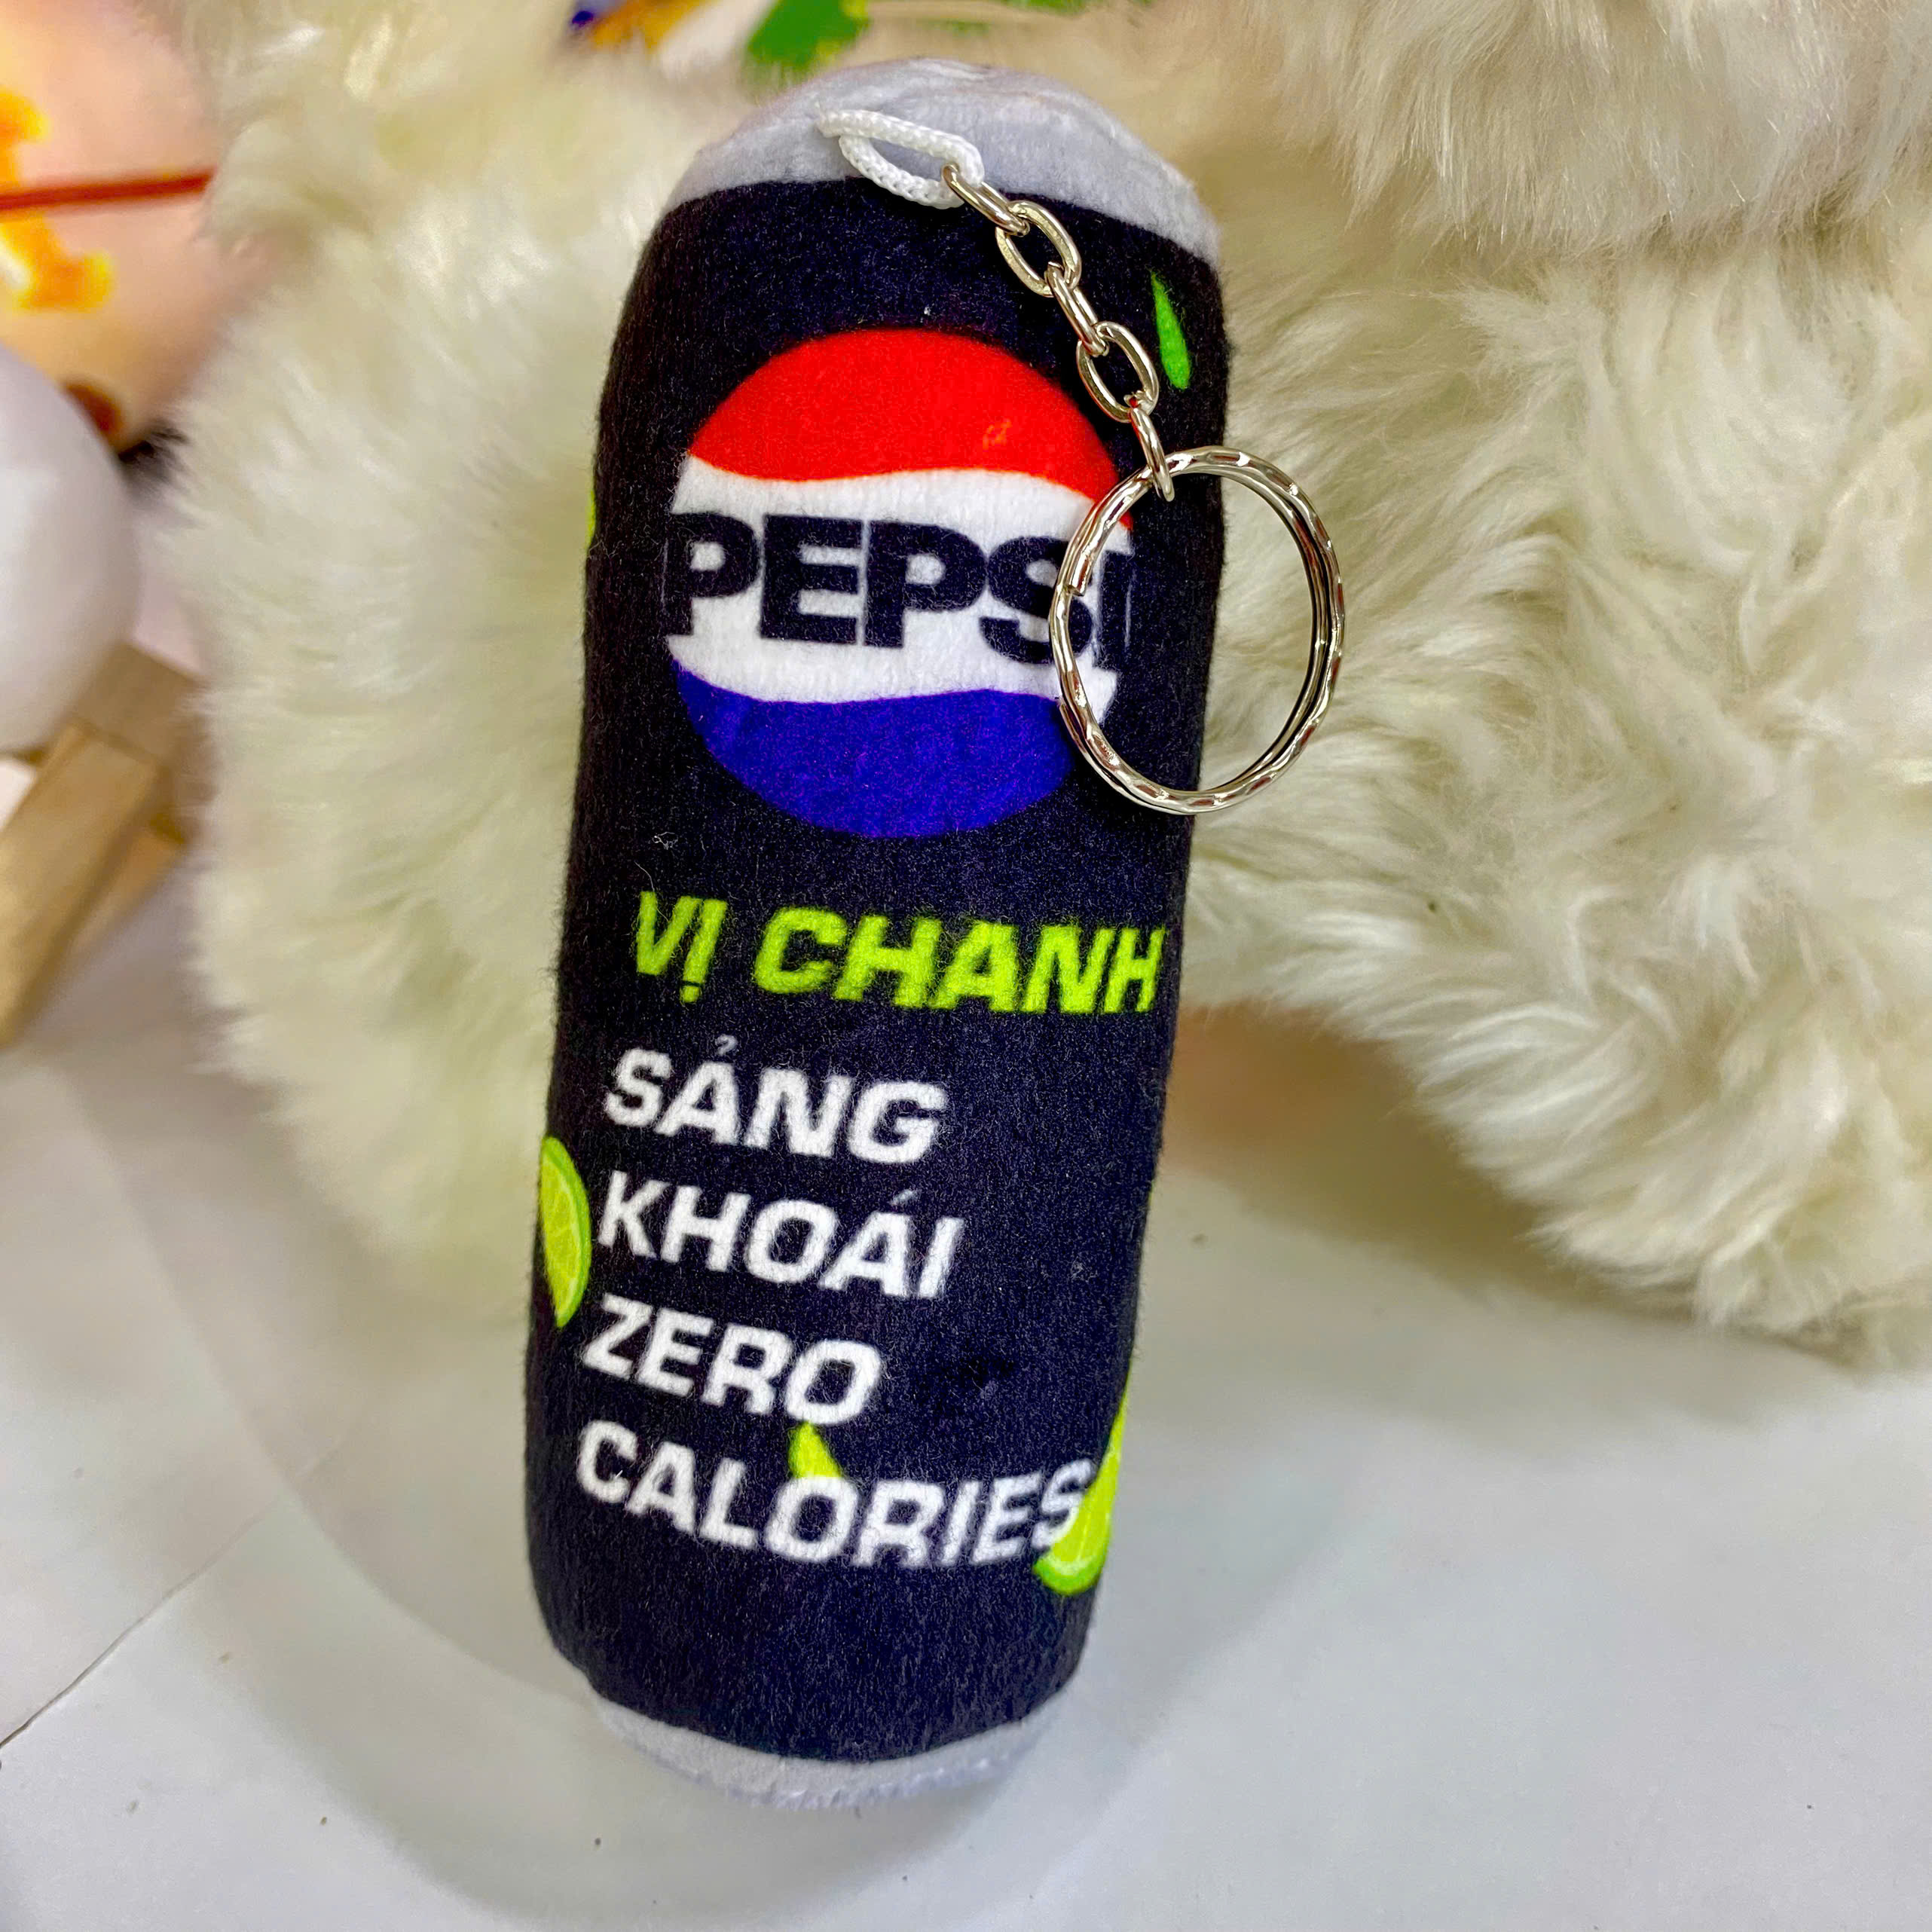 PEPSI
VỊ CHANH
SẢNG
KHOÁI
ZERO
CALORIES